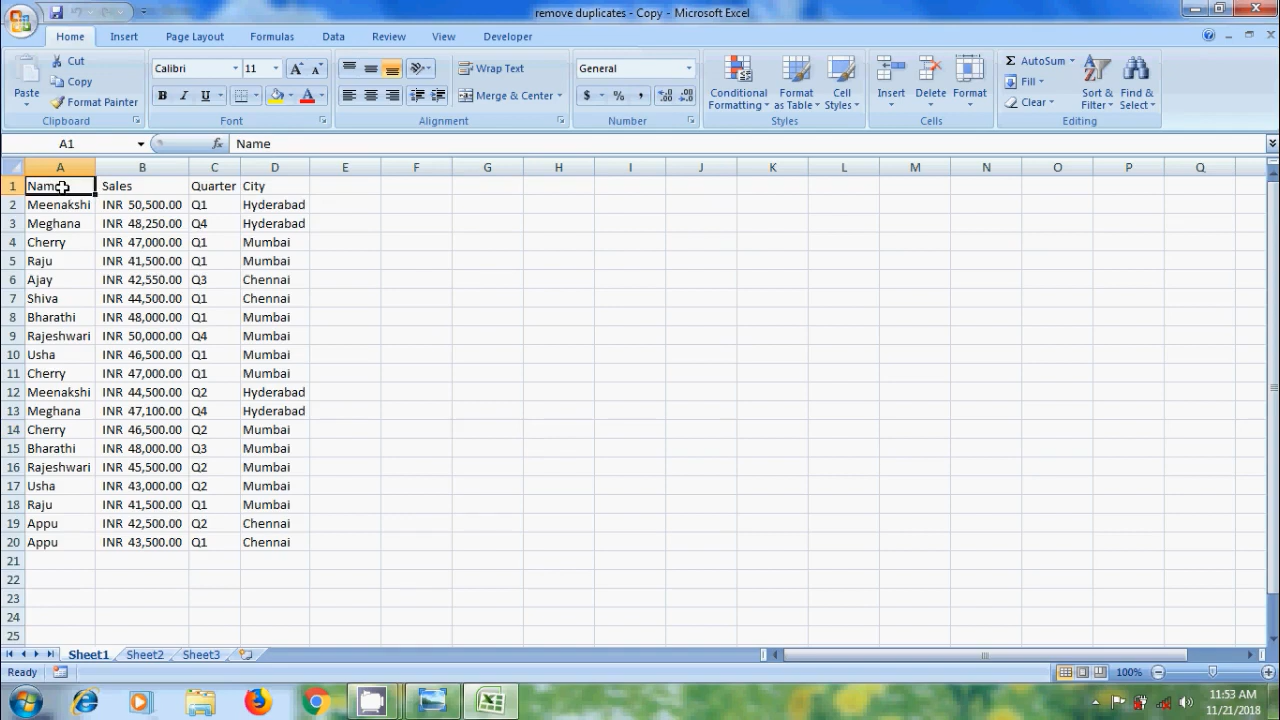 remove duplicates - Copy - Microsoft Excel
Home Insert Page Layout Formulas Data Review View Developer
Paste Cut Copy Format Painter
Clipboard
Calibri 11 A A
B I U A
Font
Wrap Text
Merge & Center
Alignment
General
$ % ,
Number
Conditional Formatting Format as Table Cell Styles
Styles
Insert Delete Format
Cells
Σ AutoSum
Fill
Clear
Sort & Filter Find & Select
Editing
A1 fx Name
A B C D E F G H I J K L M N O P Q
1 Name Sales Quarter City
2 Meenakshi INR 50,500.00 Q1 Hyderabad
3 Meghana INR 48,250.00 Q4 Hyderabad
4 Cherry INR 47,000.00 Q1 Mumbai
5 Raju INR 41,500.00 Q1 Mumbai
6 Ajay INR 42,550.00 Q3 Chennai
7 Shiva INR 44,500.00 Q1 Chennai
8 Bharathi INR 48,000.00 Q1 Mumbai
9 Rajeshwari INR 50,000.00 Q4 Mumbai
10 Usha INR 46,500.00 Q1 Mumbai
11 Cherry INR 47,000.00 Q1 Mumbai
12 Meenakshi INR 44,500.00 Q2 Hyderabad
13 Meghana INR 47,100.00 Q4 Hyderabad
14 Cherry INR 46,500.00 Q2 Mumbai
15 Bharathi INR 48,000.00 Q3 Mumbai
16 Rajeshwari INR 45,500.00 Q2 Mumbai
17 Usha INR 43,000.00 Q2 Mumbai
18 Raju INR 41,500.00 Q1 Mumbai
19 Appu INR 42,500.00 Q2 Chennai
20 Appu INR 43,500.00 Q1 Chennai
21
22
23
24
25
Sheet1 Sheet2 Sheet3
Ready 100%
11:53 AM
11/21/2018